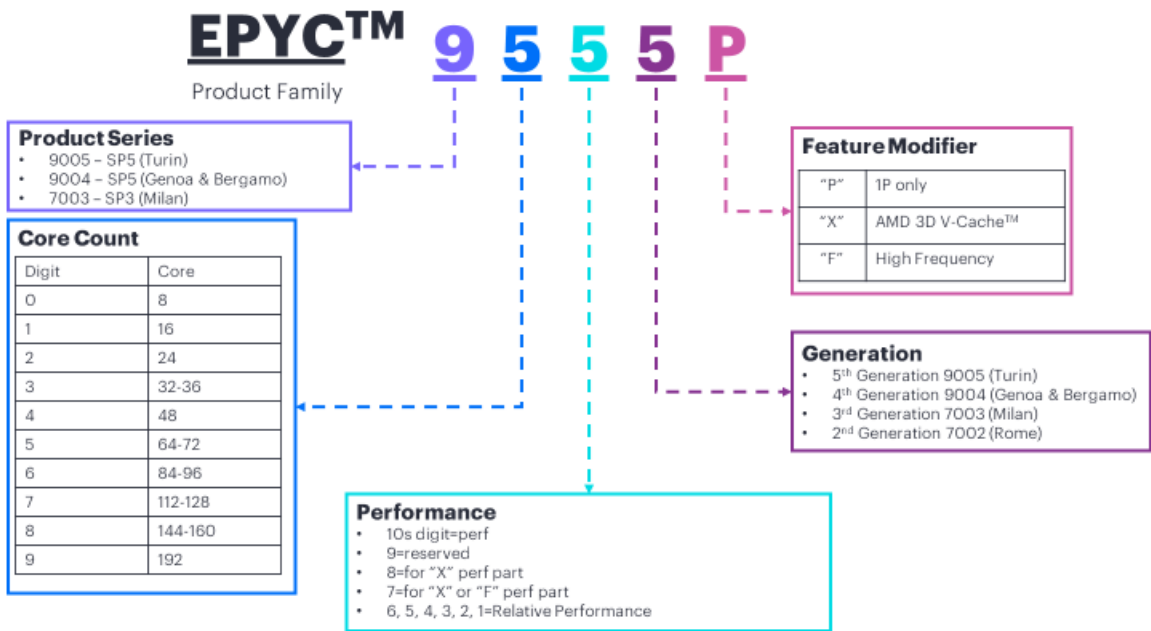 EPYC™ 9 5 5 5 P
Product Family
Product Series
• 9005 – SP5 (Turin)
• 9004 – SP5 (Genoa & Bergamo)
• 7003 – SP3 (Milan)
Core Count
Digit Core
0 8
1 16
2 24
3 32-36
4 48
5 64-72
6 84-96
7 112-128
8 144-160
9 192
Performance
• 10s digit=perf
• 9=reserved
• 8=for "X" perf part
• 7=for "X" or "F" perf part
• 6, 5, 4, 3, 2, 1=Relative Performance
Feature Modifier
"P" 1P only
"X" AMD 3D V-Cache™
"F" High Frequency
Generation
• 5th Generation 9005 (Turin)
• 4th Generation 9004 (Genoa & Bergamo)
• 3rd Generation 7003 (Milan)
• 2nd Generation 7002 (Rome)